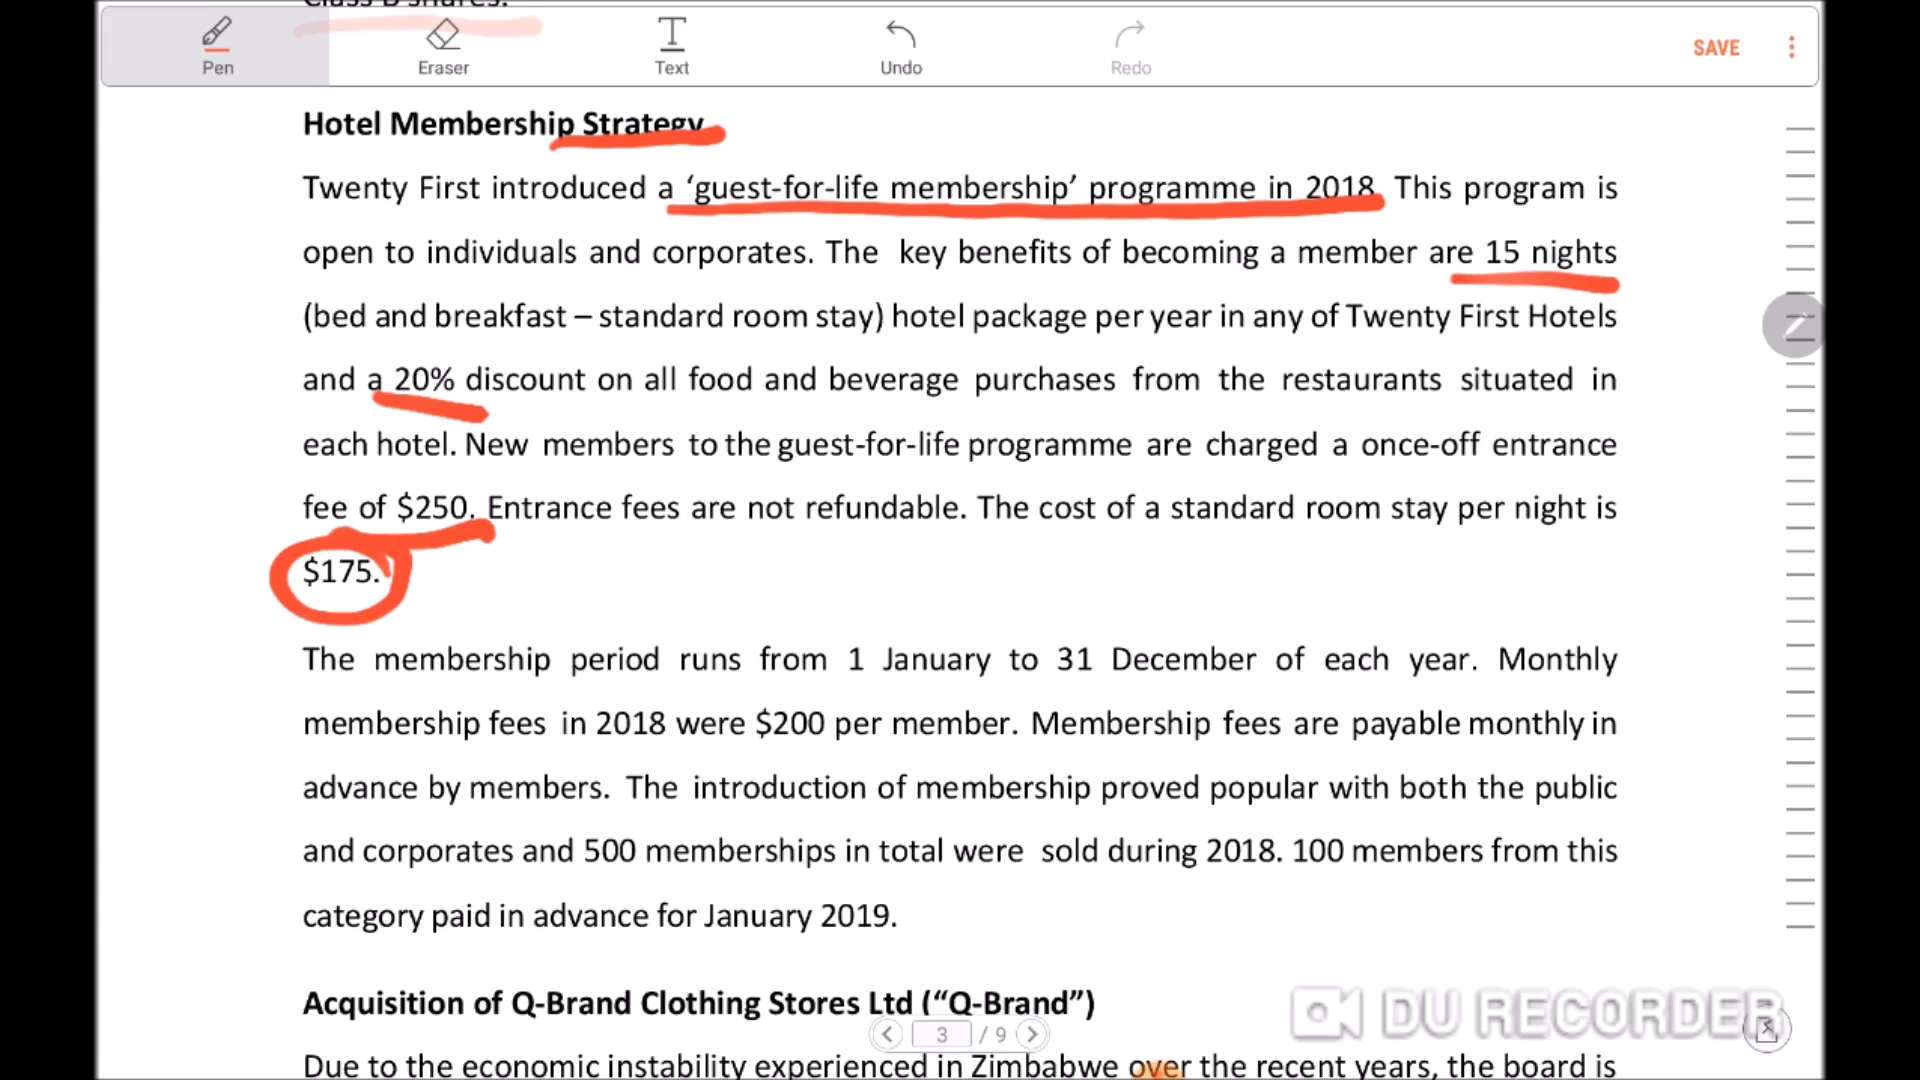 Class B shares.
Pen
Eraser
Text
Undo
Redo
SAVE
Hotel Membership Strategy
Twenty First introduced a ‘guest-for-life membership’ programme in 2018. This program is
open to individuals and corporates. The key benefits of becoming a member are 15 nights
(bed and breakfast – standard room stay) hotel package per year in any of Twenty First Hotels
and a 20% discount on all food and beverage purchases from the restaurants situated in
each hotel. New members to the guest-for-life programme are charged a once-off entrance
fee of $250. Entrance fees are not refundable. The cost of a standard room stay per night is
$175.
The membership period runs from 1 January to 31 December of each year. Monthly
membership fees in 2018 were $200 per member. Membership fees are payable monthly in
advance by members. The introduction of membership proved popular with both the public
and corporates and 500 memberships in total were sold during 2018. 100 members from this
category paid in advance for January 2019.
Acquisition of Q-Brand Clothing Stores Ltd (“Q-Brand”)
3 / 9
DU RECORDER
Due to the economic instability experienced in Zimbabwe over the recent years, the board is